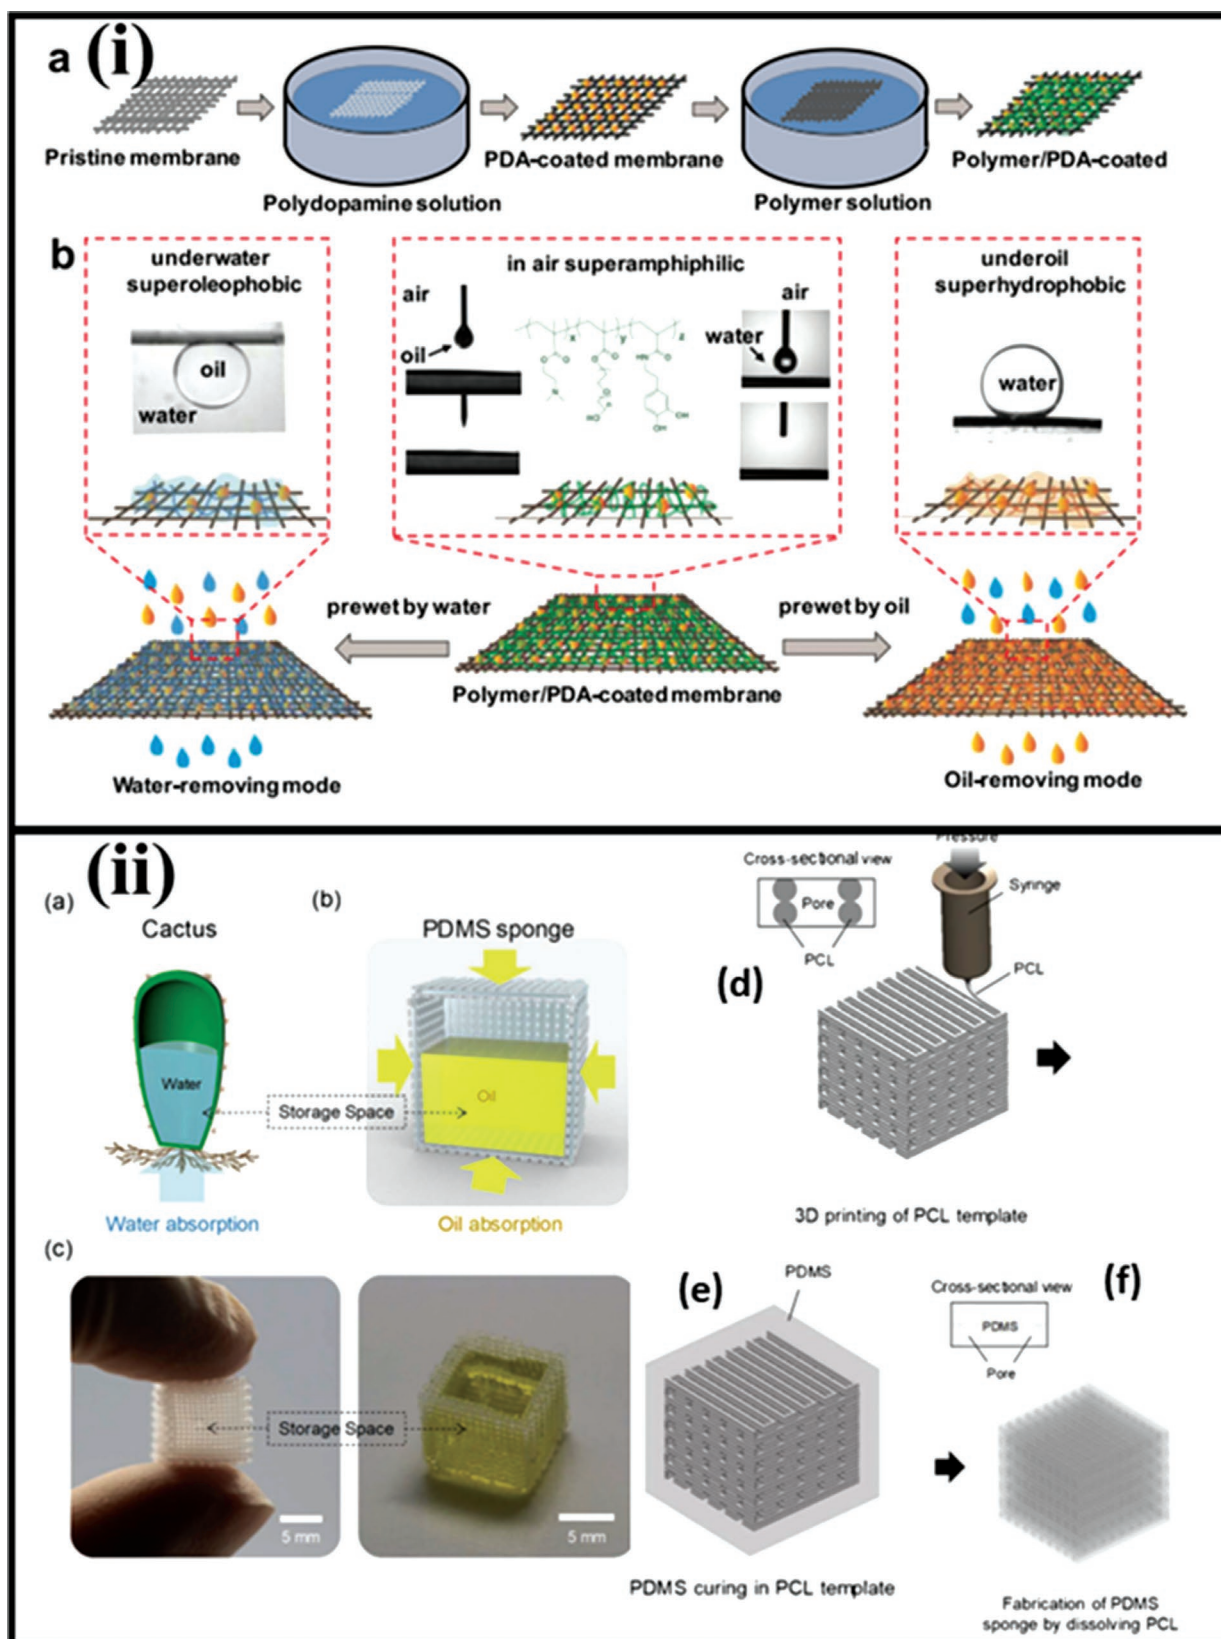 a (i)
Pristine membrane
Polydopamine solution
PDA-coated membrane
Polymer solution
Polymer/PDA-coated
b
underwater
superoleophobic
oil
water
in air superamphiphilic
air
oil
x
y
z
O
O
O
O
HN
O
N
O
n
HO
OH
OH
air
water
underoil
superhydrophobic
water
prewet by water
prewet by oil
Polymer/PDA-coated membrane
Water-removing mode
Oil-removing mode
(ii)
(a)
Cactus
Water
Water absorption
(b)
PDMS sponge
Oil
Storage Space
Oil absorption
(c)
Storage Space
5 mm
5 mm
(d)
Cross-sectional view
Pore
PCL
Pressure
Syringe
PCL
3D printing of PCL template
(e)
PDMS
PDMS curing in PCL template
(f)
Cross-sectional view
PDMS
Pore
Fabrication of PDMS
sponge by dissolving PCL